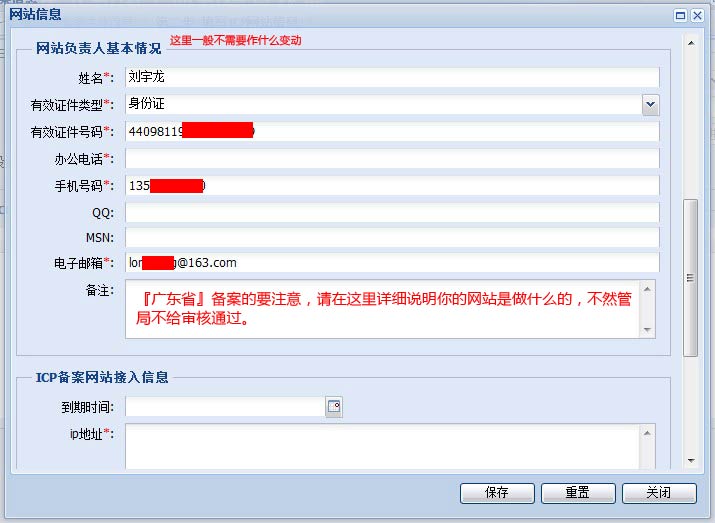 网站信息
网站负责人基本情况 这里一般不需要作什么变动
姓名*: 刘宇龙
有效证件类型*: 身份证
有效证件号码*: 4409811
办公电话*:
手机号码*: 135
QQ:
MSN:
电子邮箱*: lon g@163.com
备注: 『广东省』备案的要注意，请在这里详细说明你的网站是做什么的，不然管
局不给审核通过。
ICP备案网站接入信息
到期时间:
ip地址*:
保存 重置 关闭